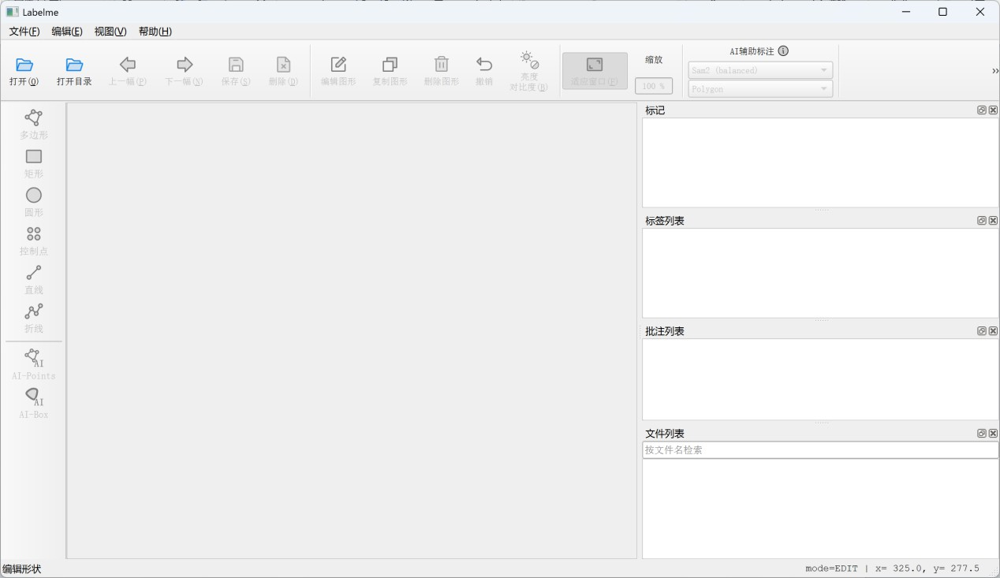 Labelme
文件(F) 编辑(E) 视图(V) 帮助(H)
打开(O) 打开目录 上一幅(P) 下一幅(N) 保存(S) 删除(D) 编辑图形 复制图形 删除图形 撤销 亮度 对比度(B) 适应窗口(F) 缩放 100 % AI辅助标注
Sam2 (balanced)
Polygon
多边形
矩形
圆形
控制点
直线
折线
AI
AI-Points
AI
AI-Box
标记
标签列表
批注列表
文件列表
按文件名检索
编辑形状
mode=EDIT | x= 325.0, y= 277.5